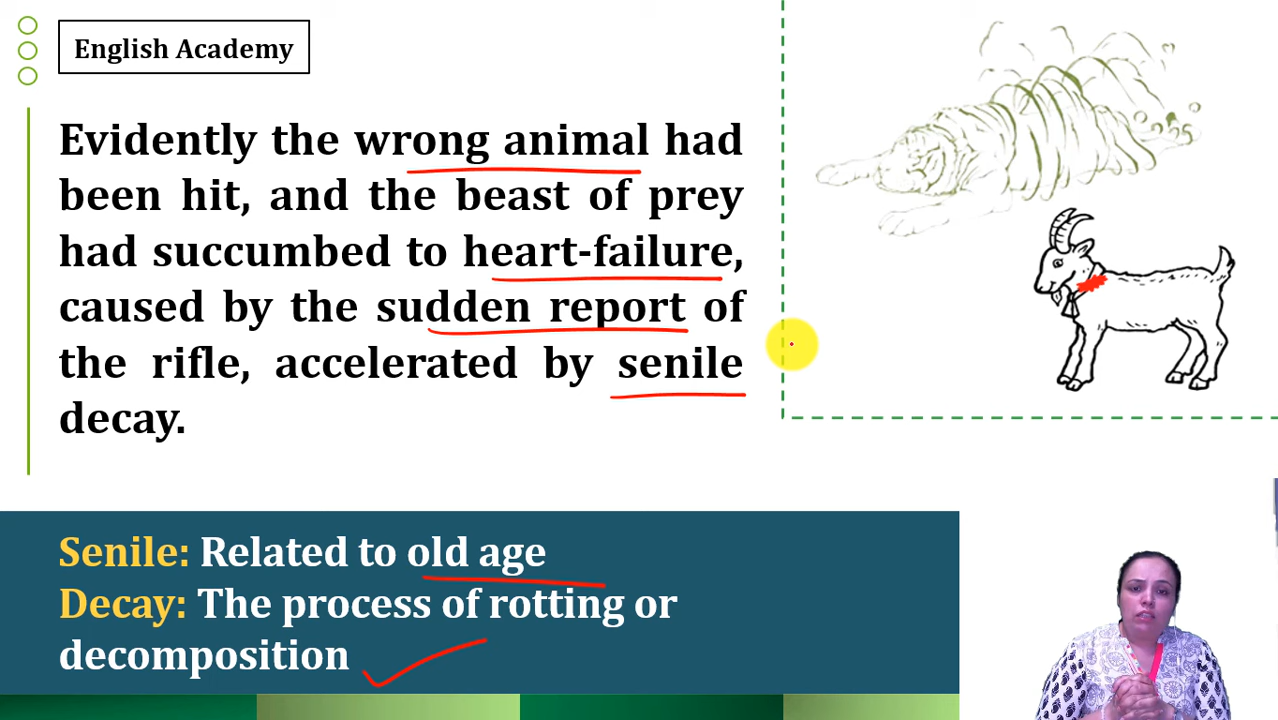 English Academy
Evidently the wrong animal had
been hit, and the beast of prey
had succumbed to heart-failure,
caused by the sudden report of
the rifle, accelerated by senile
decay.
Senile: Related to old age
Decay: The process of rotting or
decomposition